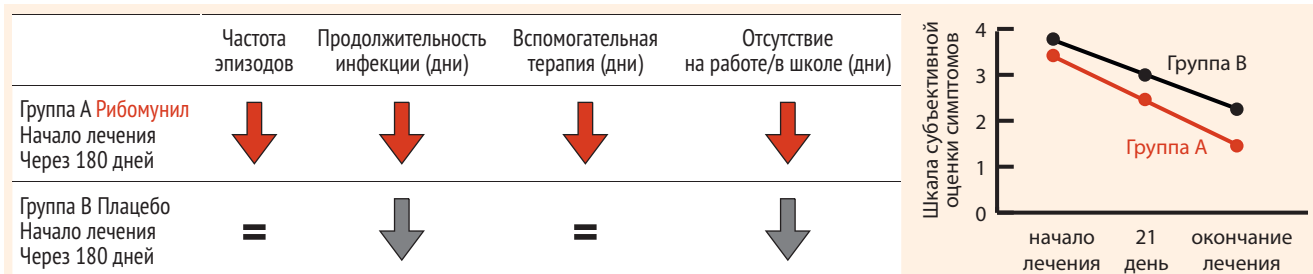 Частота
эпизодов
Продолжительность
инфекции (дни)
Вспомогательная
терапия (дни)
Отсутствие
на работе/в школе (дни)
Группа А Рибомунил
Начало лечения
Через 180 дней
Группа В Плацебо
Начало лечения
Через 180 дней
=
=
Шкала субъективной
оценки симптомов
4
3
2
1
0
Группа В
Группа А
начало
лечения
21
день
окончание
лечения